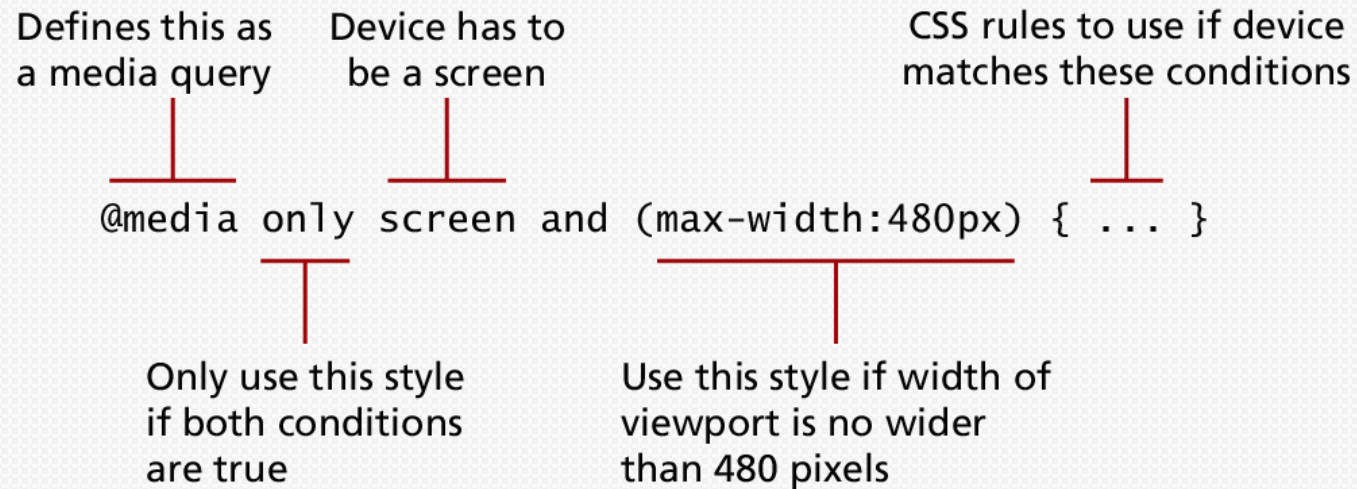 Defines this as
a media query
Device has to
be a screen
CSS rules to use if device
matches these conditions
@media only screen and (max-width:480px) { ... }
Only use this style
if both conditions
are true
Use this style if width of
viewport is no wider
than 480 pixels